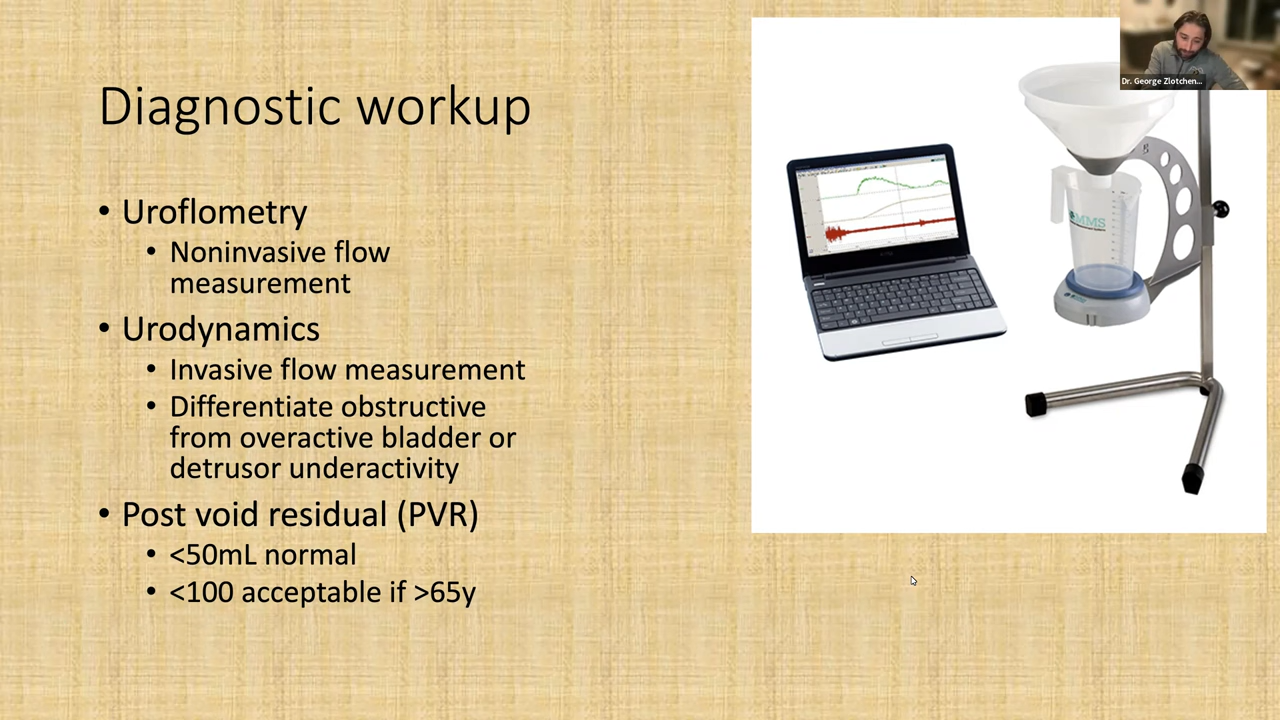 Diagnostic workup
• Uroflometry
• Noninvasive flow
measurement
• Urodynamics
• Invasive flow measurement
• Differentiate obstructive
from overactive bladder or
detrusor underactivity
• Post void residual (PVR)
• <50mL normal
• <100 acceptable if >65y
MMS
Dr. George Zlotchen...